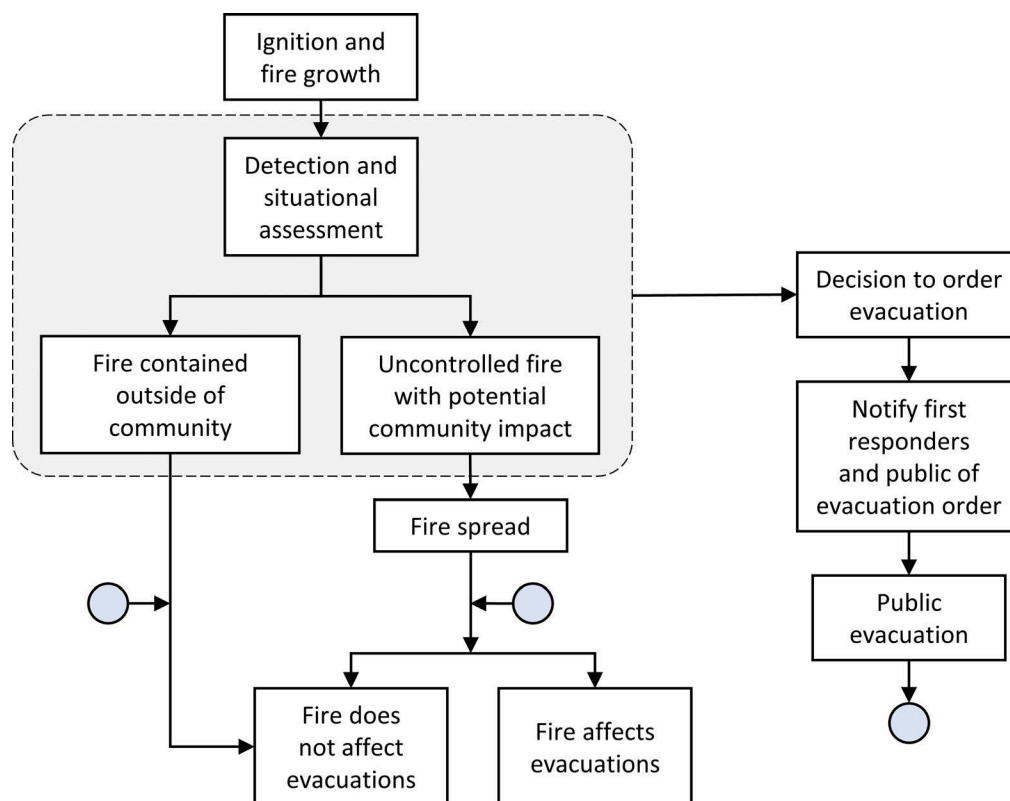 Ignition and
fire growth
Detection and
situational
assessment
Decision to order
evacuation
Fire contained
outside of
community
Uncontrolled fire
with potential
community impact
Notify first
responders
and public of
evacuation order
Fire spread
Public
evacuation
Fire does
not affect
evacuations
Fire affects
evacuations